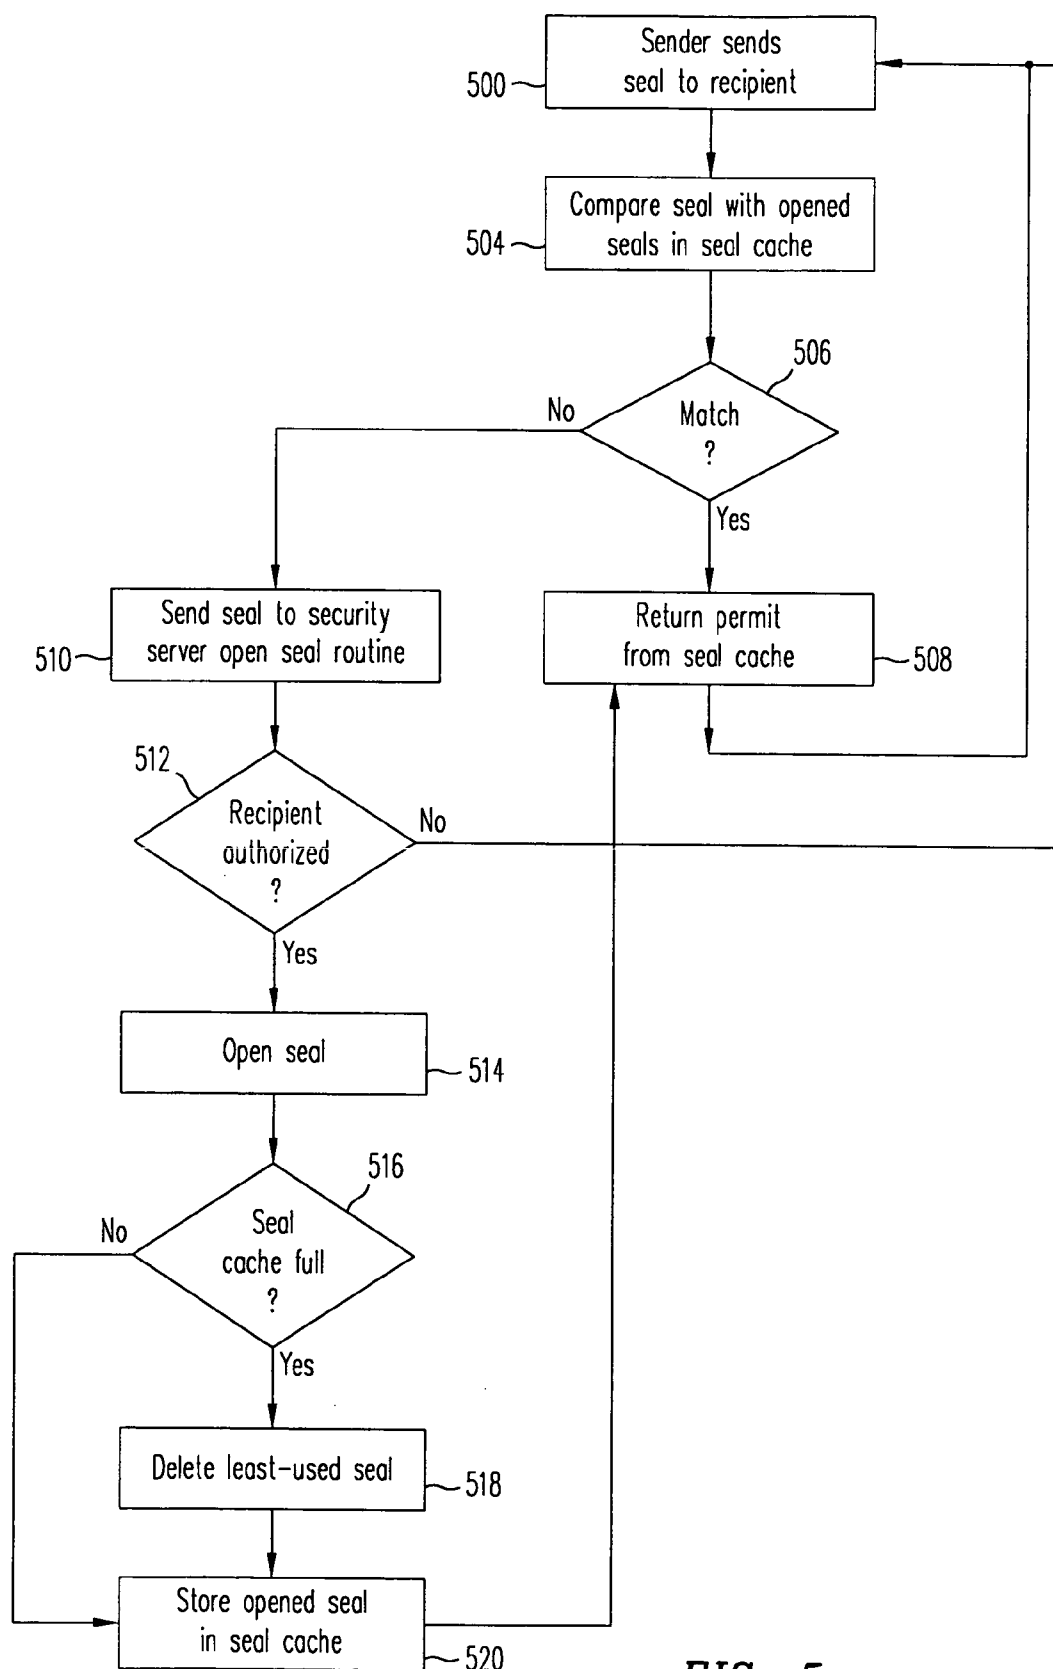 Sender sends
seal to recipient
500
Compare seal with opened
seals in seal cache
504
506
Match
?
No
Yes
Send seal to security
server open seal routine
510
Return permit
from seal cache
508
512
Recipient
authorized
?
No
Yes
Open seal
514
516
Seal
cache full
?
No
Yes
Delete least-used seal
518
Store opened seal
in seal cache
520